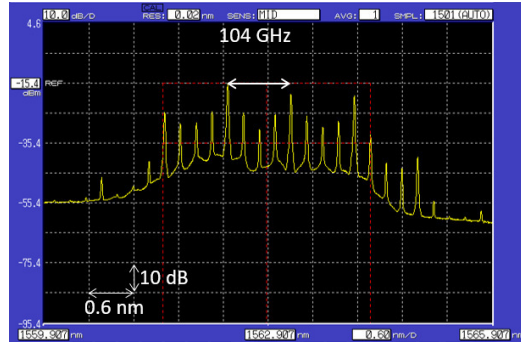 CAL
10.0 dB/D RES: 0.02 nm SENS: MID AVG: 1 SMPL: 1501(AUTO)
4.6
104 GHz
-15.4 REF
dBm
-35.4
-55.4
-75.4
10 dB
0.6 nm
-95.4
1559.907 nm 1562.907 nm 0.60 nm/D 1565.907 nm